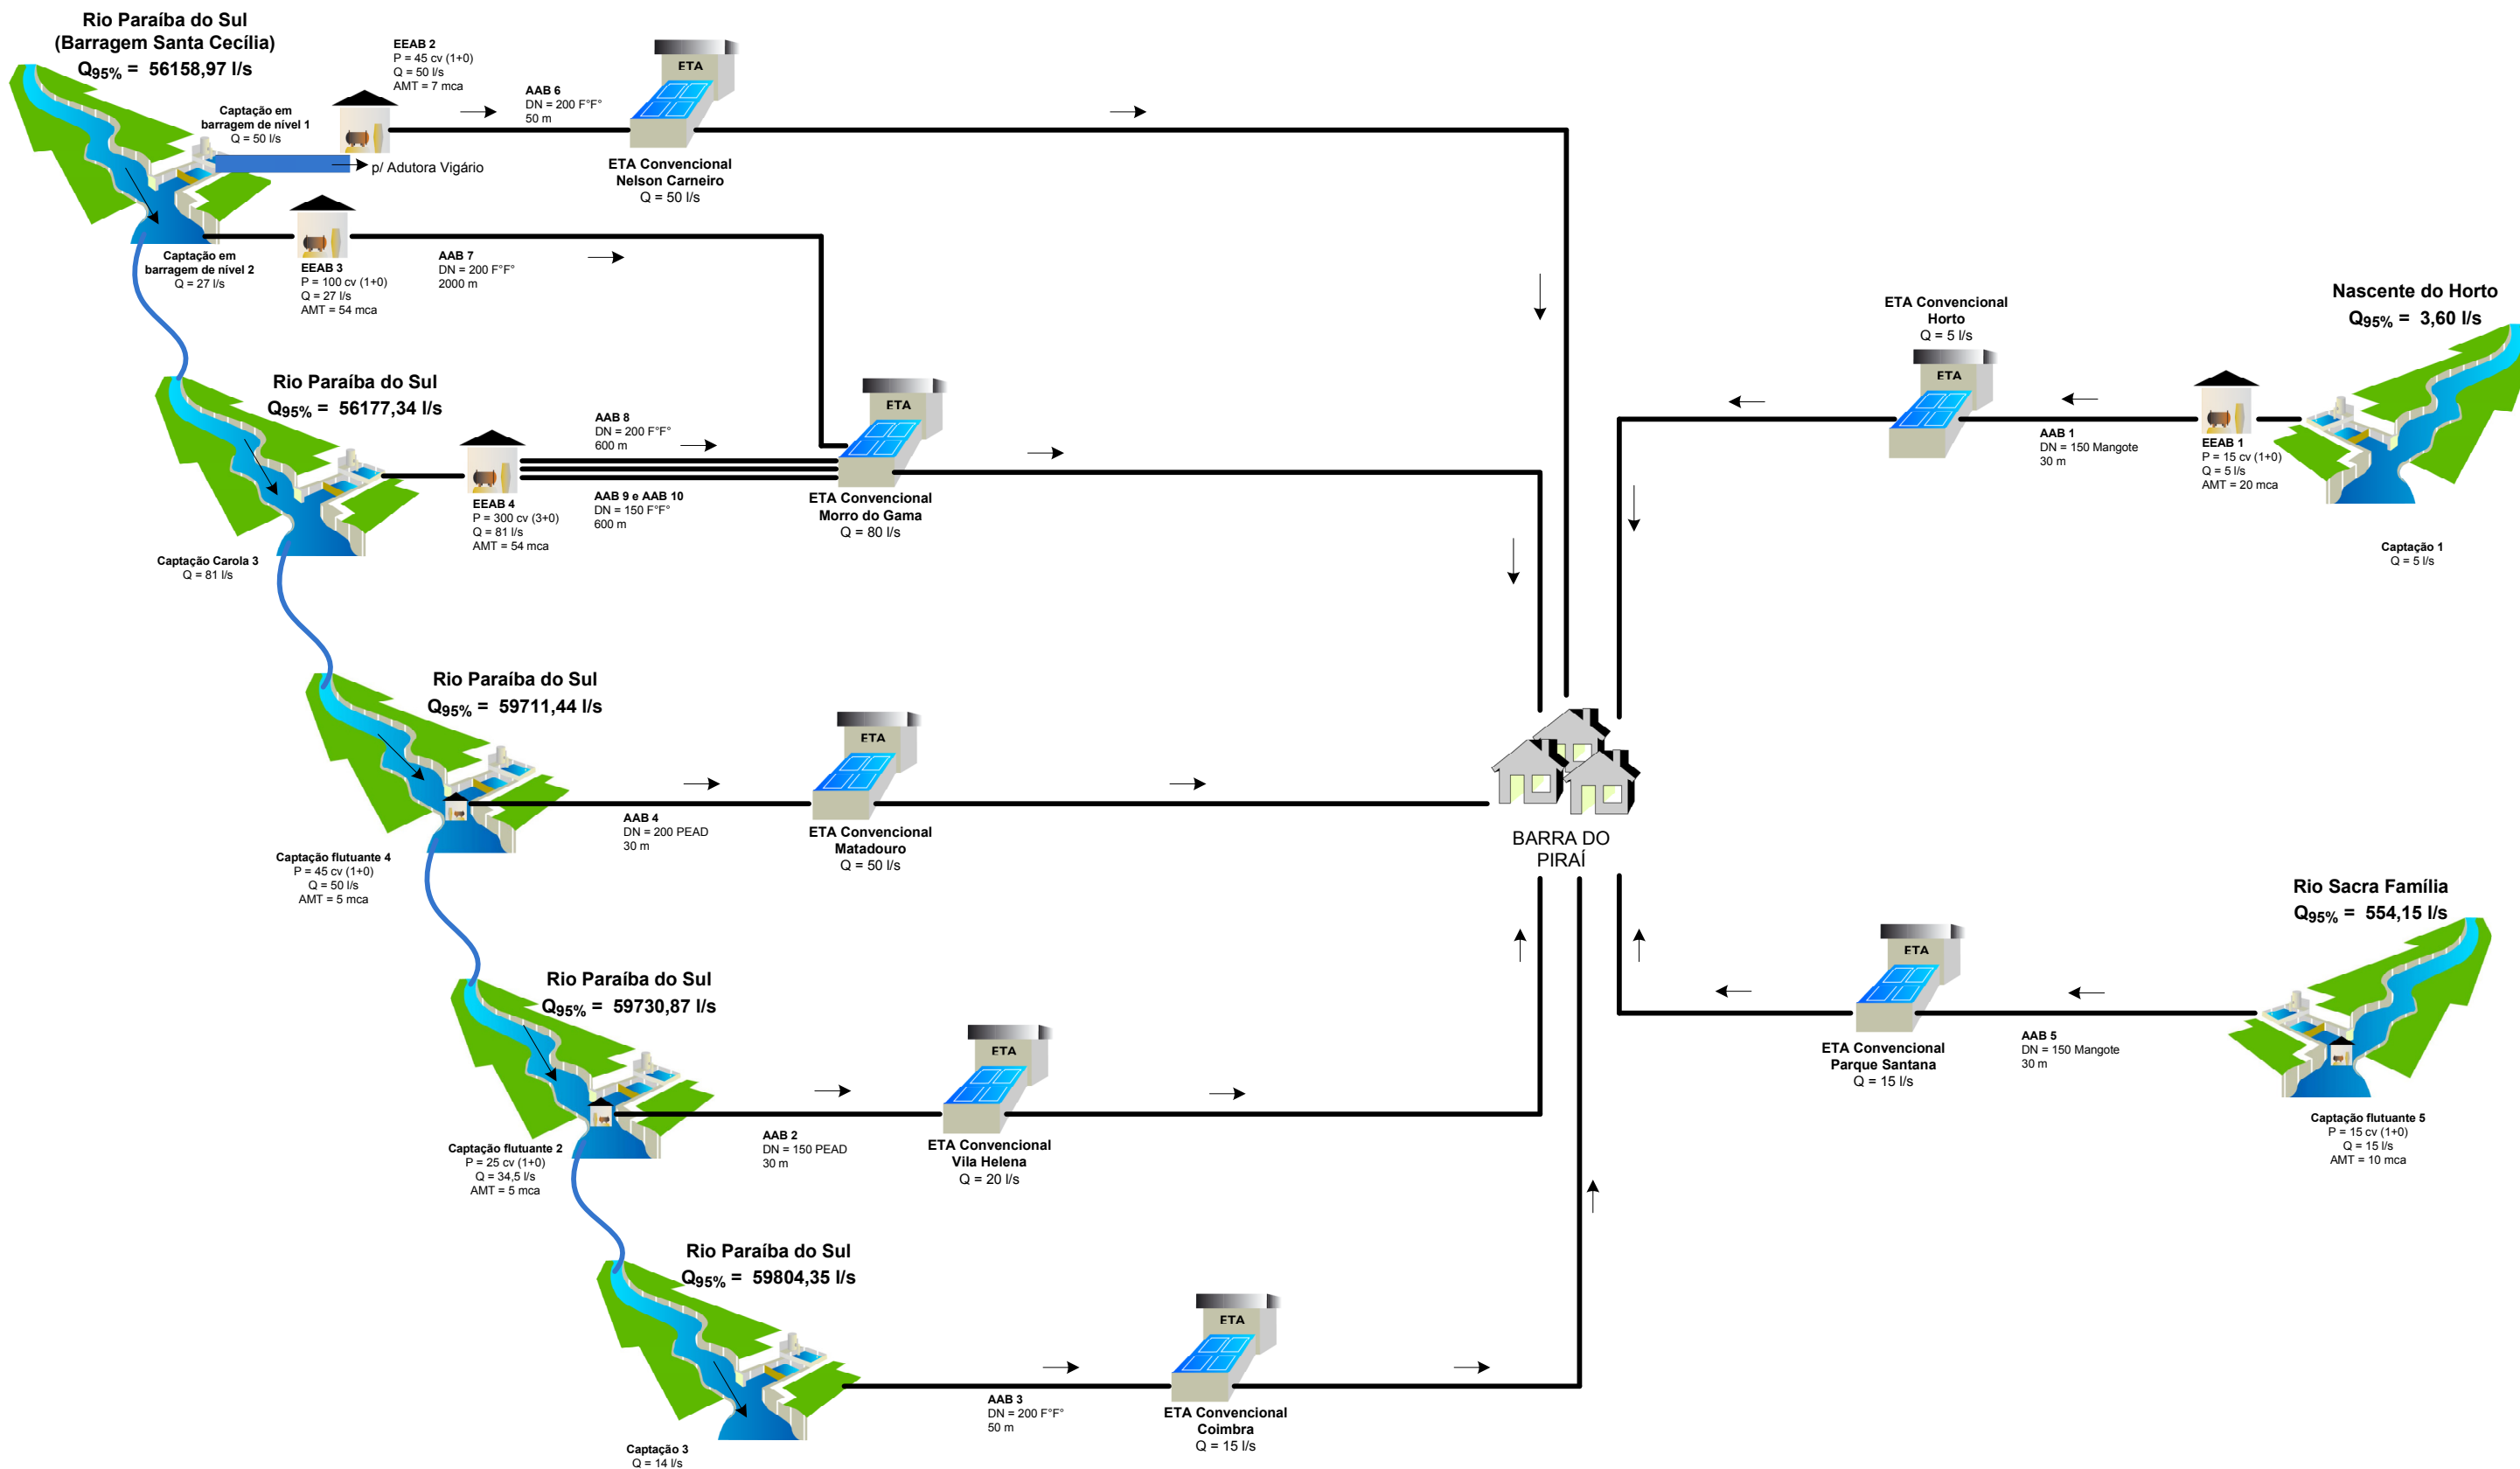 Rio Paraíba do Sul
(Barragem Santa Cecília)
Q95% = 56158,97 l/s
Captação em
barragem de nível 1
Q = 50 l/s
EEAB 2
P = 45 cv (1+0)
Q = 50 l/s
AMT = 7 mca
p/ Adutora Vigário
AAB 6
DN = 200 F°F°
50 m
ETA
ETA Convencional
Nelson Carneiro
Q = 50 l/s
Captação em
barragem de nível 2
Q = 27 l/s
EEAB 3
P = 100 cv (1+0)
Q = 27 l/s
AMT = 54 mca
AAB 7
DN = 200 F°F°
2000 m
Rio Paraíba do Sul
Q95% = 56177,34 l/s
Captação Carola 3
Q = 81 l/s
EEAB 4
P = 300 cv (3+0)
Q = 81 l/s
AMT = 54 mca
AAB 8
DN = 200 F°F°
600 m
AAB 9 e AAB 10
DN = 150 F°F°
600 m
ETA
ETA Convencional
Morro do Gama
Q = 80 l/s
ETA Convencional
Horto
Q = 5 l/s
ETA
AAB 1
DN = 150 Mangote
30 m
EEAB 1
P = 15 cv (1+0)
Q = 5 l/s
AMT = 20 mca
Nascente do Horto
Q95% = 3,60 l/s
Captação 1
Q = 5 l/s
Rio Paraíba do Sul
Q95% = 59711,44 l/s
Captação flutuante 4
P = 45 cv (1+0)
Q = 50 l/s
AMT = 5 mca
AAB 4
DN = 200 PEAD
30 m
ETA
ETA Convencional
Matadouro
Q = 50 l/s
BARRA DO
PIRAÍ
Rio Sacra Família
Q95% = 554,15 l/s
ETA
ETA Convencional
Parque Santana
Q = 15 l/s
AAB 5
DN = 150 Mangote
30 m
Captação flutuante 5
P = 15 cv (1+0)
Q = 15 l/s
AMT = 10 mca
Rio Paraíba do Sul
Q95% = 59730,87 l/s
Captação flutuante 2
P = 25 cv (1+0)
Q = 34,5 l/s
AMT = 5 mca
AAB 2
DN = 150 PEAD
30 m
ETA
ETA Convencional
Vila Helena
Q = 20 l/s
Rio Paraíba do Sul
Q95% = 59804,35 l/s
Captação 3
Q = 14 l/s
AAB 3
DN = 200 F°F°
50 m
ETA
ETA Convencional
Coimbra
Q = 15 l/s